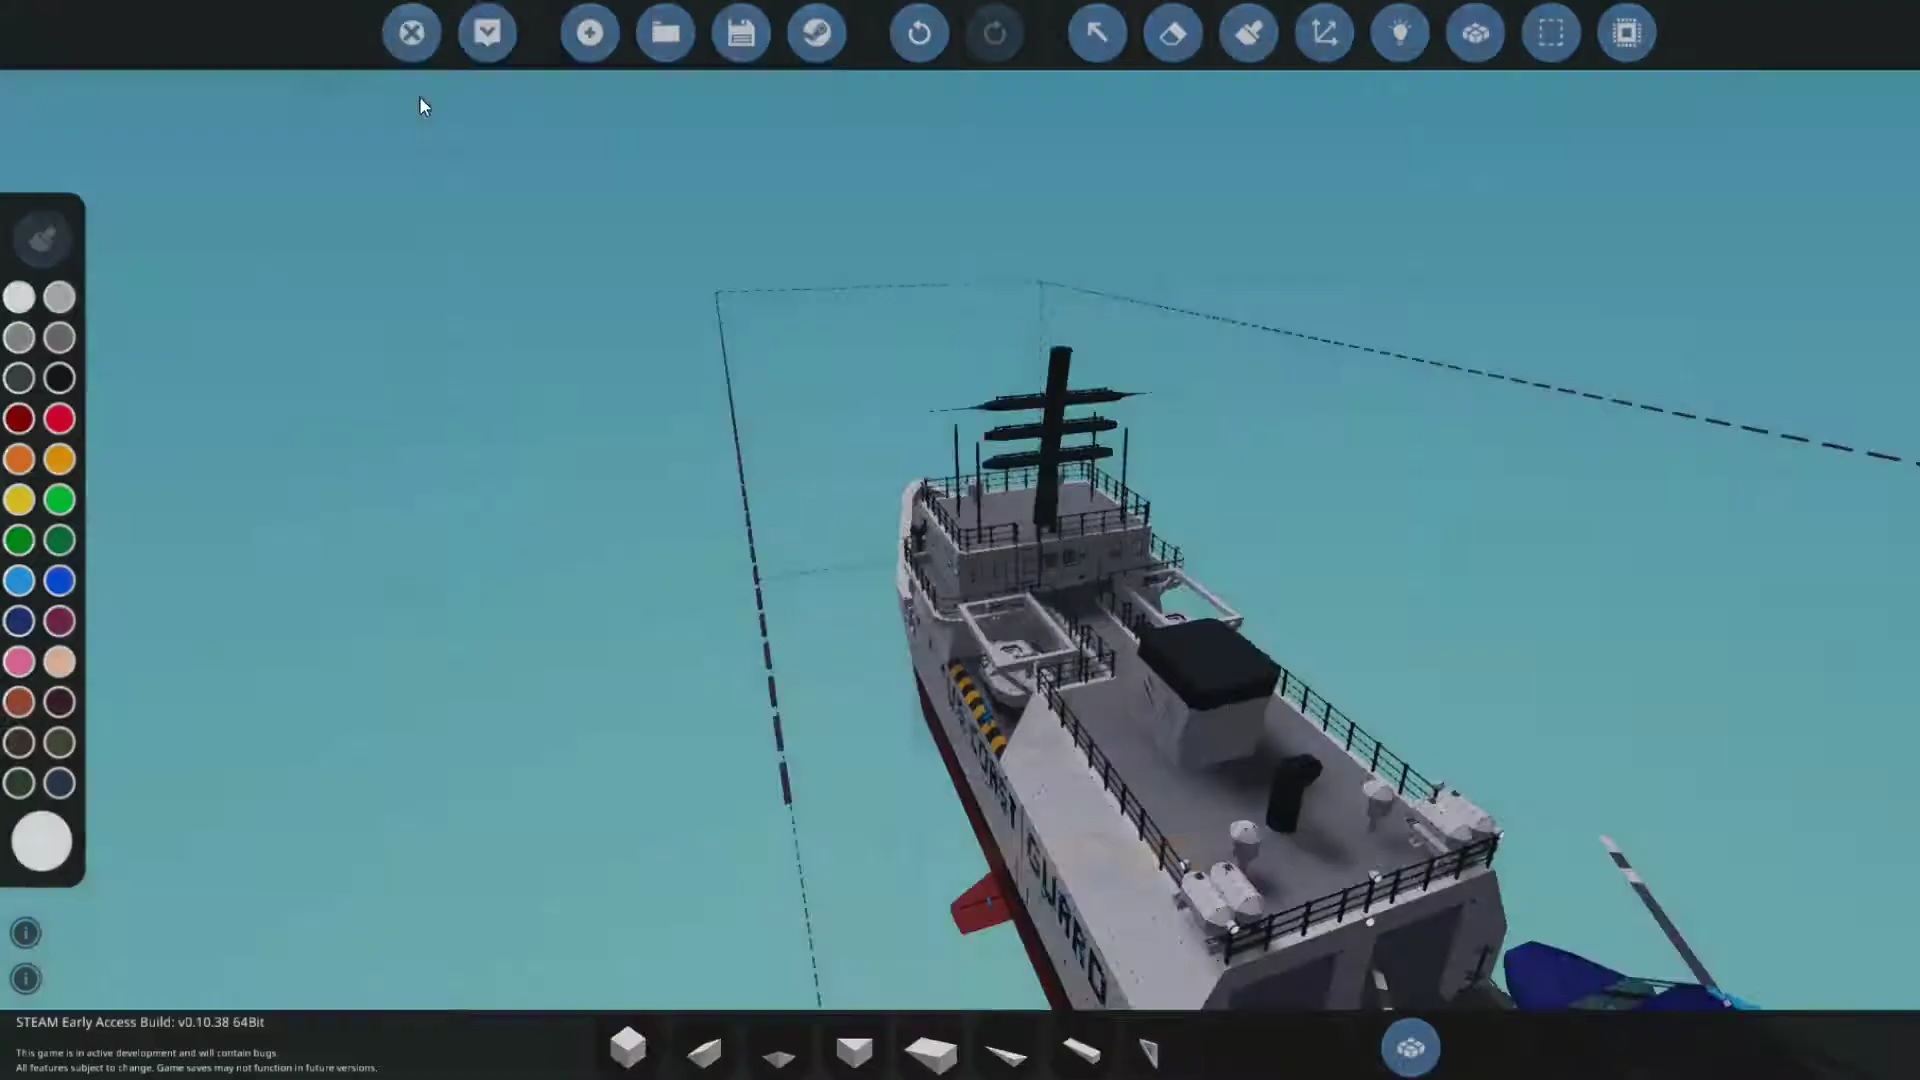 COAST GUARD
STEAM Early Access Build: v0.10.38 64Bit
This game is in active development and will contain bugs.
All features subject to change. Game saves may not function in future versions.